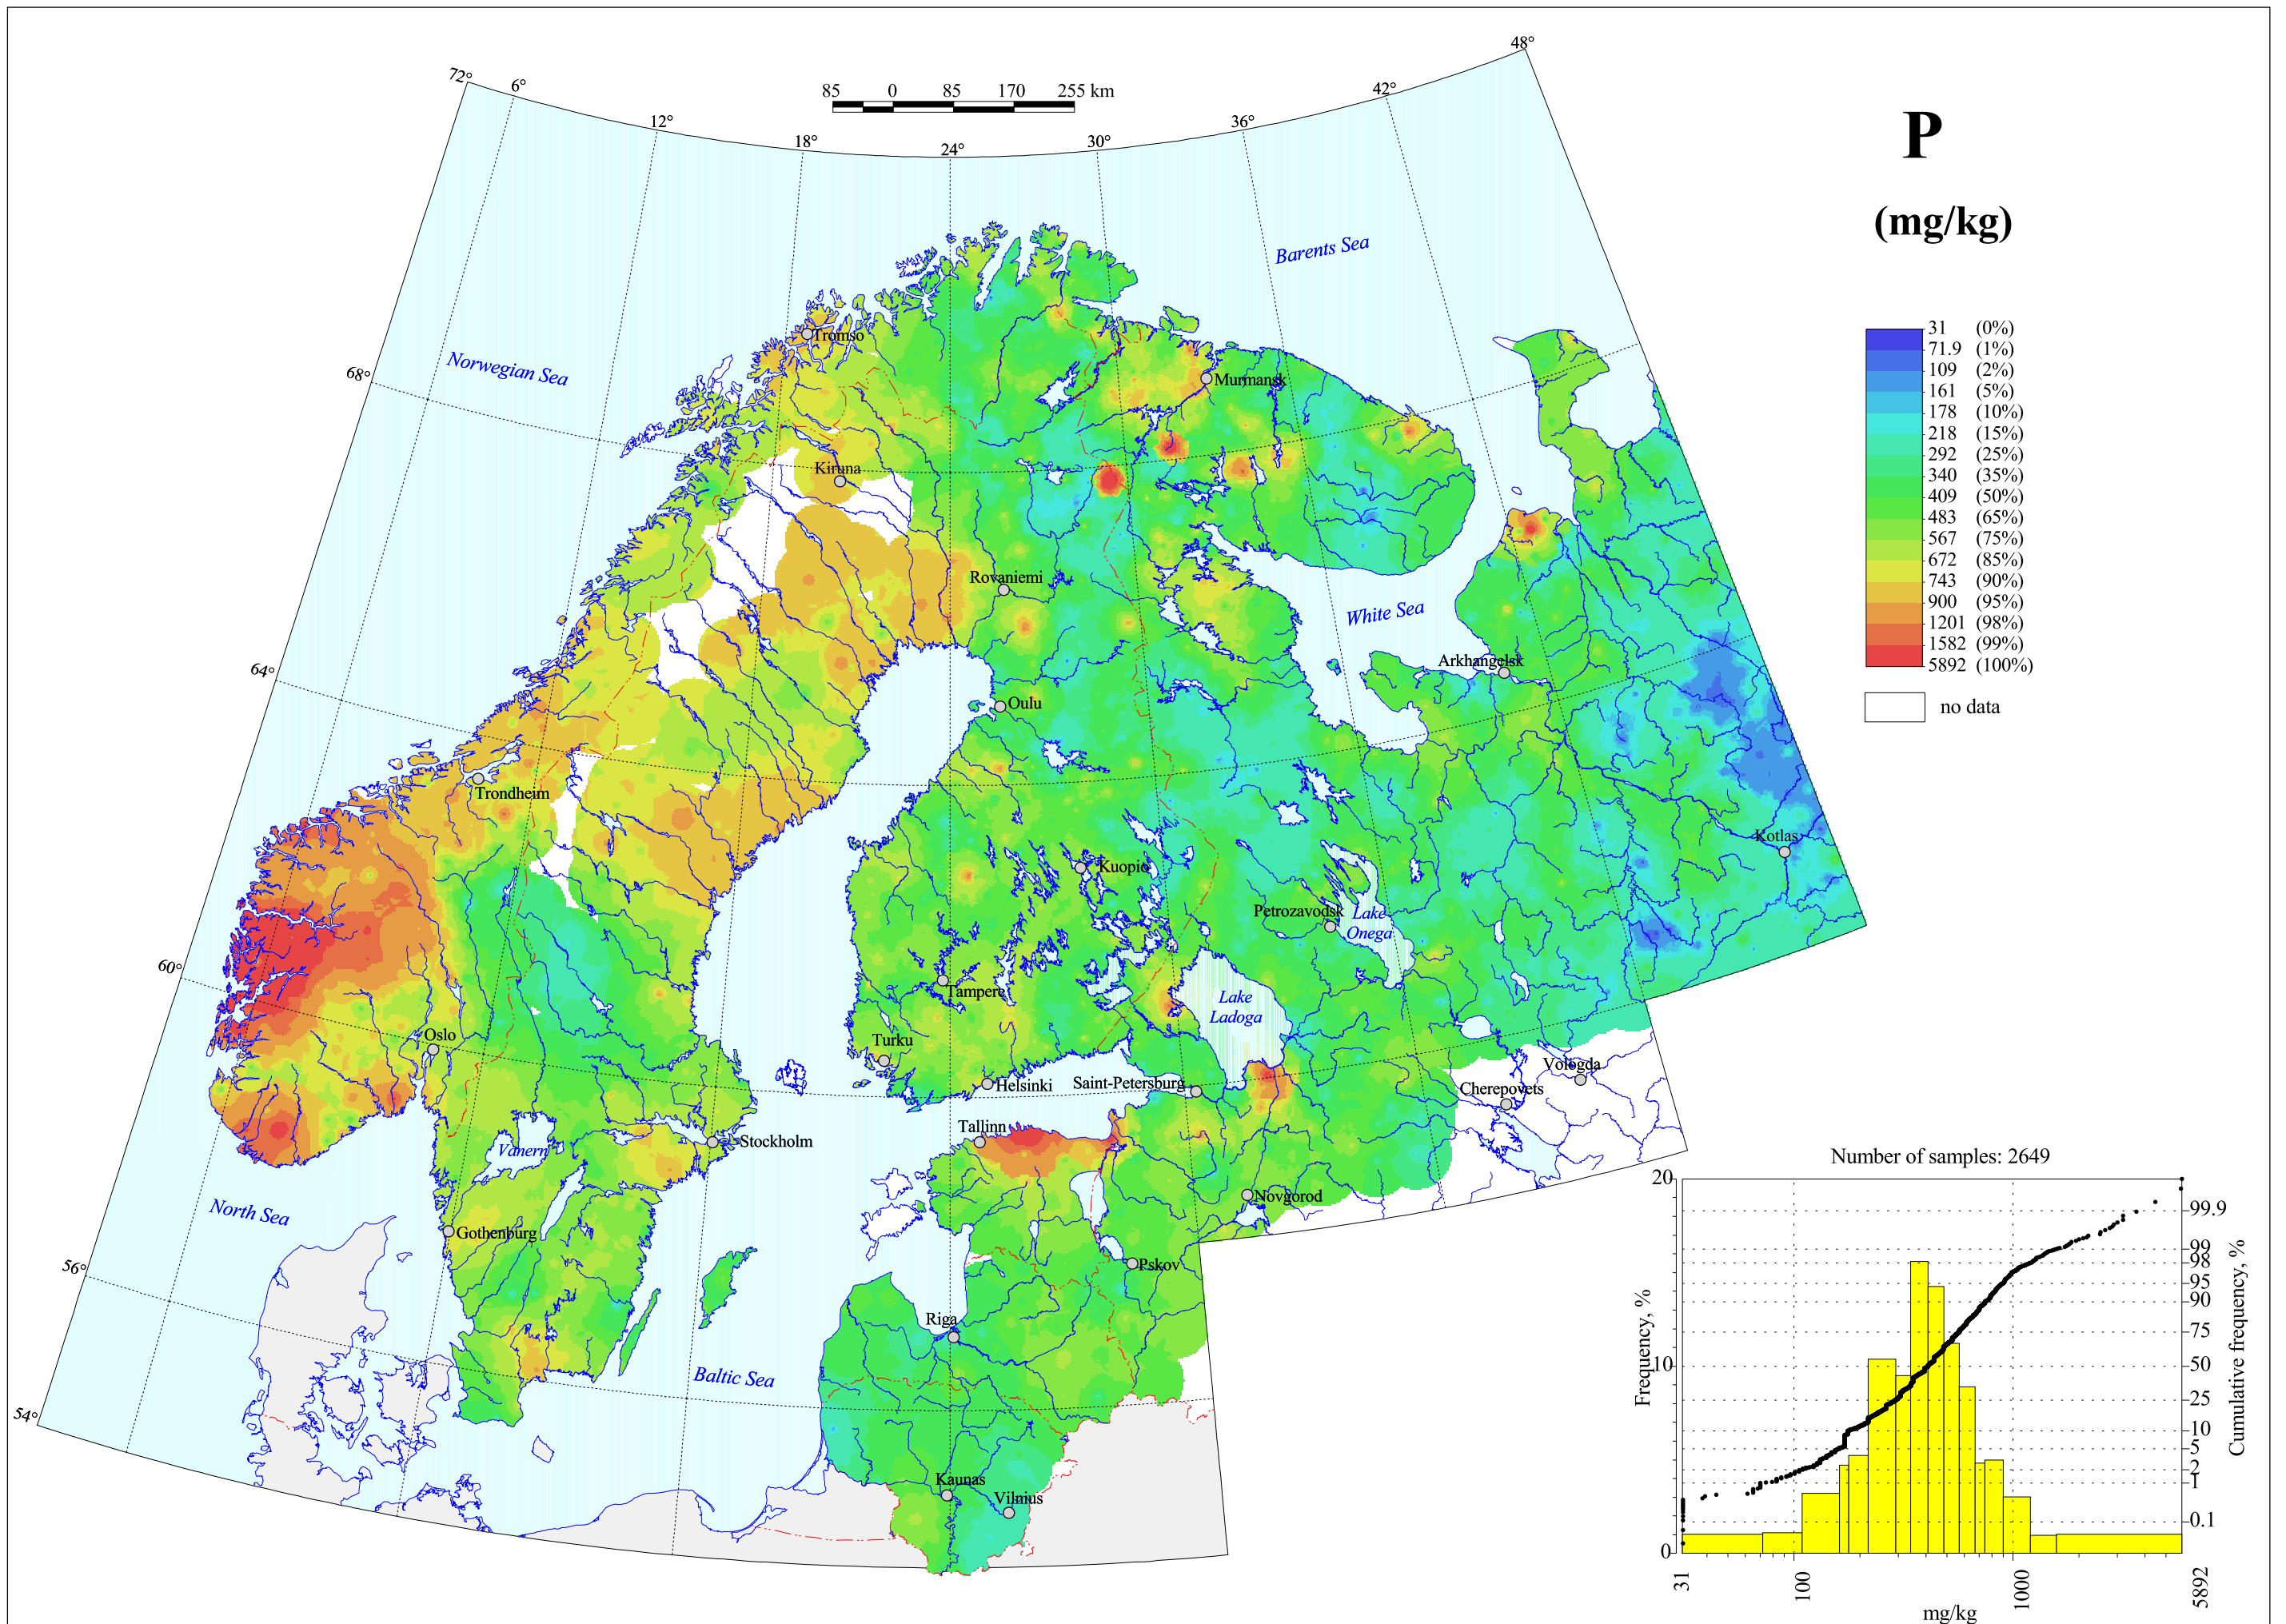 48°
72°
6°
42°
85 0 85 170 255 km
12°
36°
18°
24°
30°
P
(mg/kg)
Barents Sea
31 (0%)
71.9 (1%)
109 (2%)
161 (5%)
178 (10%)
218 (15%)
292 (25%)
340 (35%)
409 (50%)
483 (65%)
567 (75%)
672 (85%)
743 (90%)
900 (95%)
1201 (98%)
1582 (99%)
5892 (100%)
no data
Tromso
Norwegian Sea
68°
Murmansk
Kiruna
Rovaniemi
White Sea
Arkhangelsk
64°
Oulu
Trondheim
Kotlas
Kuopio
Petrozavodsk
Lake
Onega
60°
Tampere
Lake
Ladoga
Oslo
Turku
Helsinki
Saint-Petersburg
Vologda
Cherepovets
Tallinn
Stockholm
Vanern
Novgorod
North Sea
Gothenburg
Pskov
56°
Riga
Baltic Sea
54°
Kaunas
Vilnius
Number of samples: 2649
20
10
0
Frequency, %
99.9
99
98
95
90
75
50
25
10
5
2
1
0.1
Cumulative frequency, %
31
100
1000
5892
mg/kg